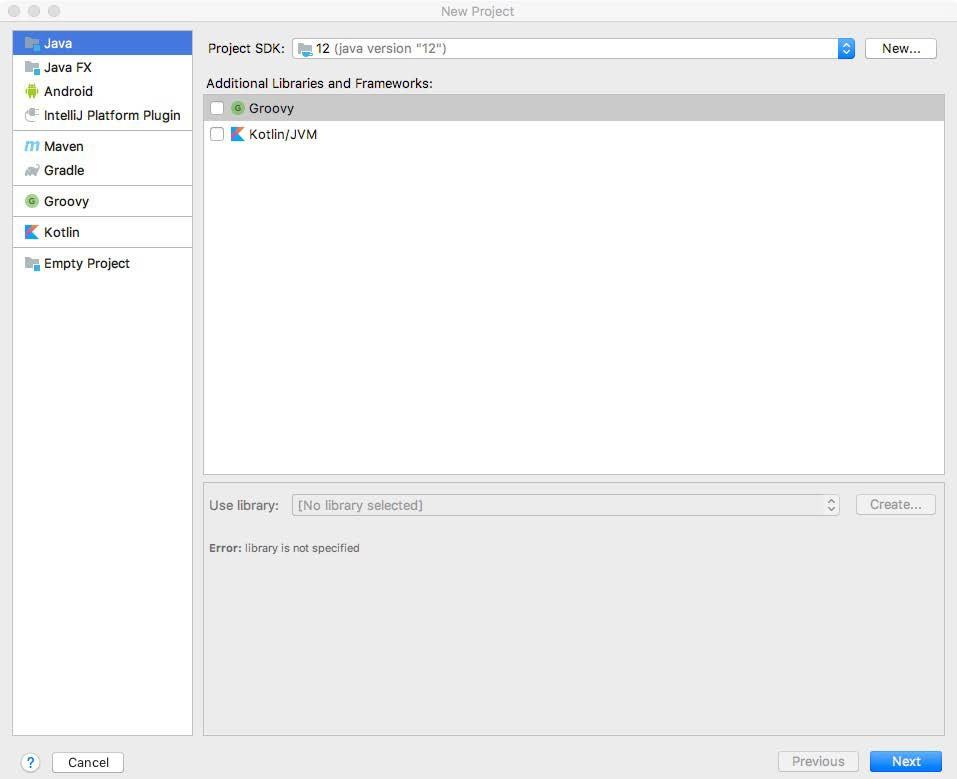 New Project
Java
Java FX
Android
IntelliJ Platform Plugin
Maven
Gradle
Groovy
Kotlin
Empty Project
Project SDK: 12 (java version "12") New...
Additional Libraries and Frameworks:
G Groovy
Kotlin/JVM
Use library: [No library selected] Create...
Error: library is not specified
? Cancel Previous Next